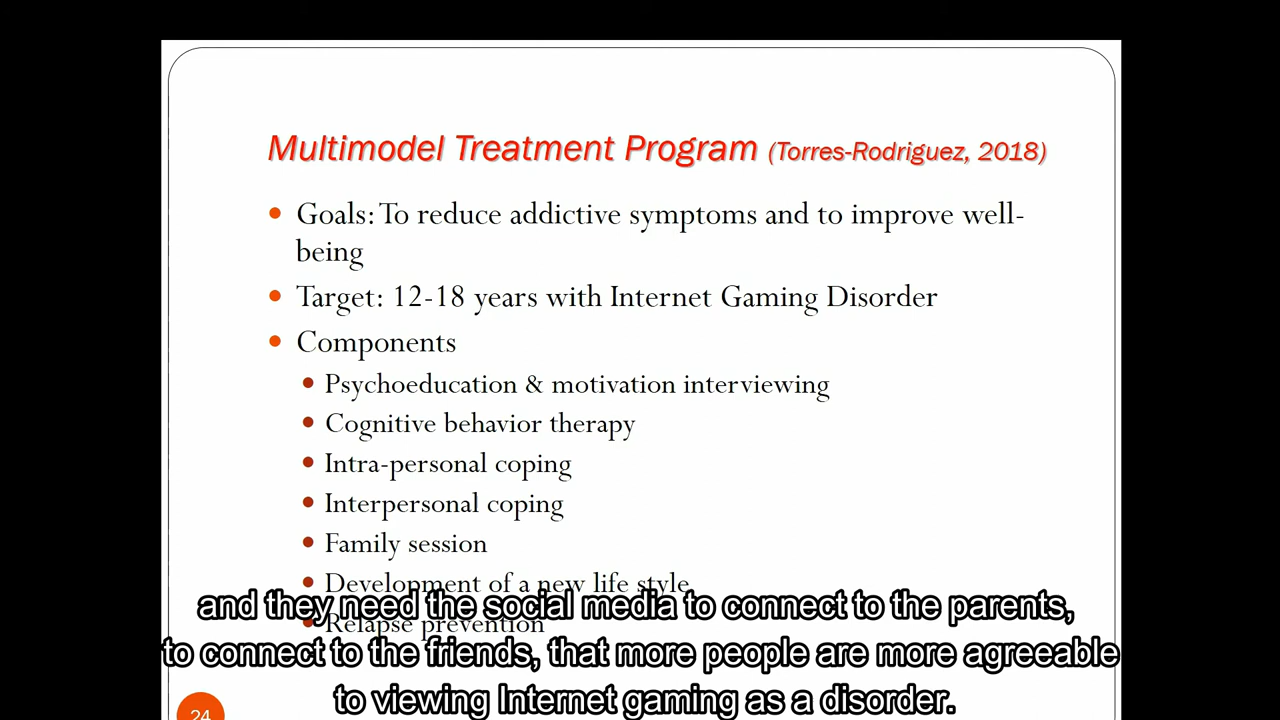 Multimodel Treatment Program (Torres-Rodriguez, 2018)
Goals: To reduce addictive symptoms and to improve well-
being
Target: 12-18 years with Internet Gaming Disorder
Components
Psychoeducation & motivation interviewing
Cognitive behavior therapy
Intra-personal coping
Interpersonal coping
Family session
Development of a new life style
Relapse prevention
and they need the social media to connect to the parents,
to connect to the friends, that more people are more agreeable
to viewing Internet gaming as a disorder.
24